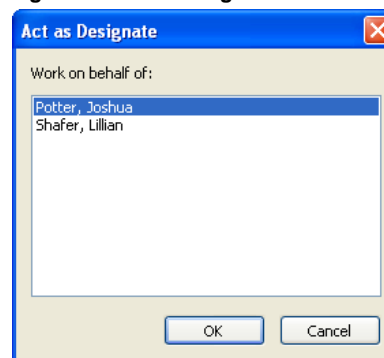 Act as Designate
Work on behalf of:
Potter, Joshua
Shafer, Lillian
OK Cancel